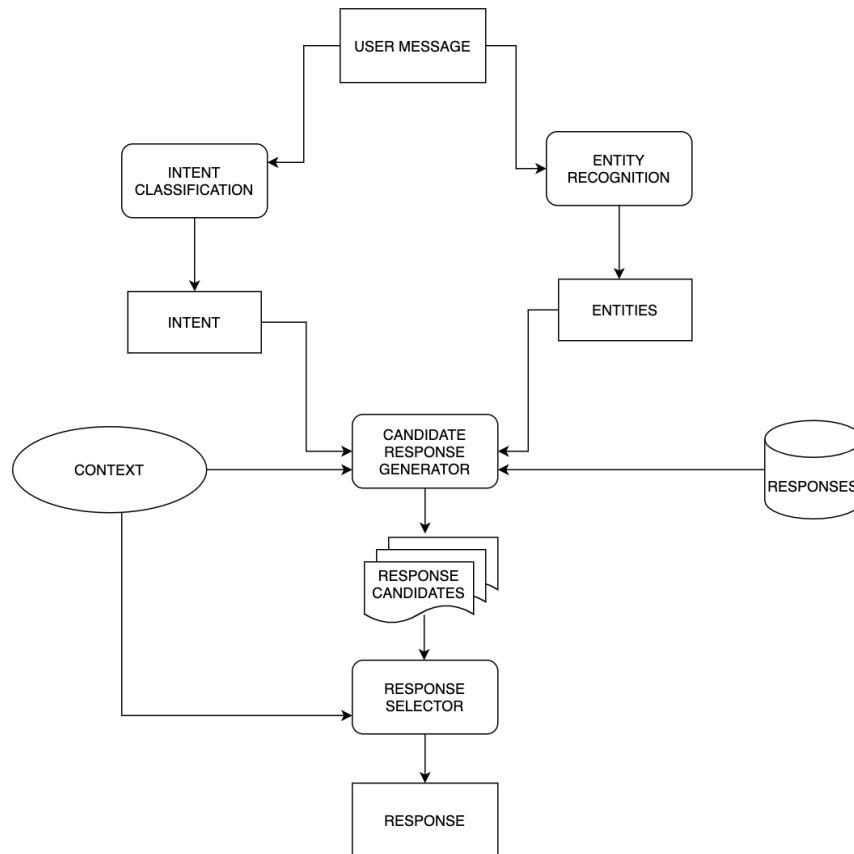 USER MESSAGE
INTENT
CLASSIFICATION
ENTITY
RECOGNITION
INTENT
ENTITIES
CONTEXT
CANDIDATE
RESPONSE
GENERATOR
RESPONSES
RESPONSE
CANDIDATES
RESPONSE
SELECTOR
RESPONSE